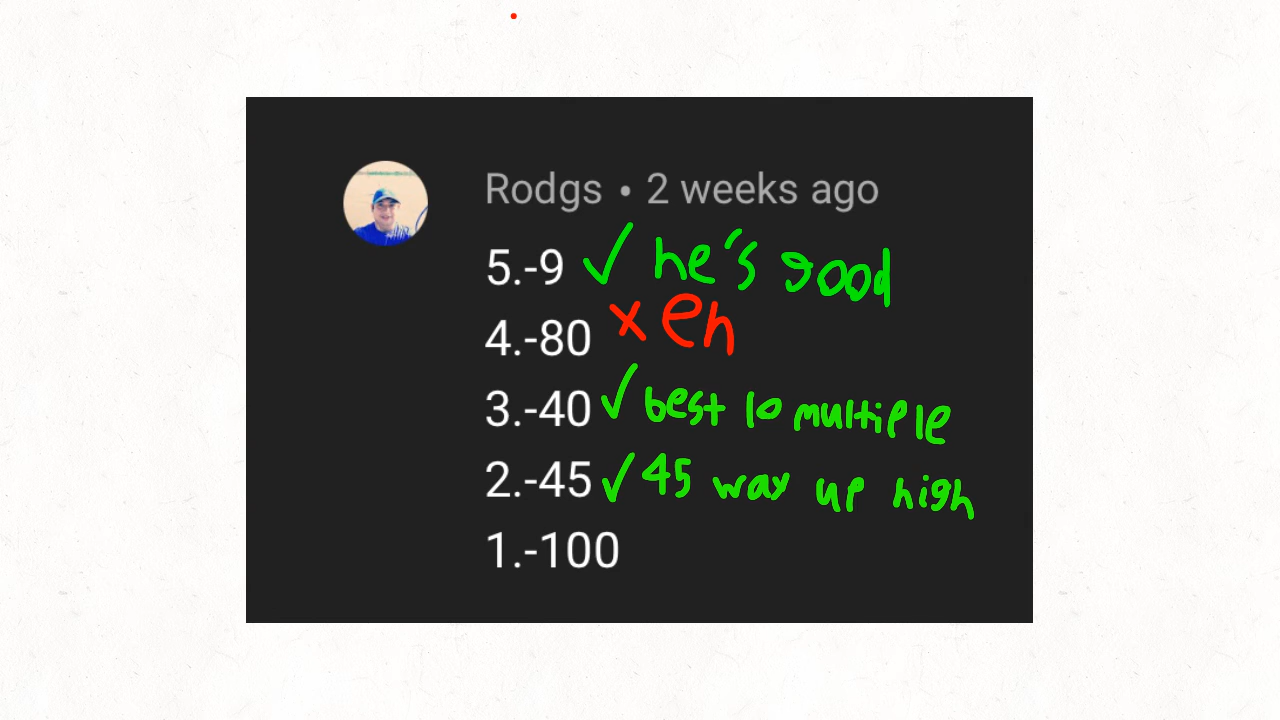 Rodgs • 2 weeks ago
5.-9 ✓ he's good
4.-80 x eh
3.-40 ✓ best 10 multiple
2.-45 ✓ 45 way up high
1.-100